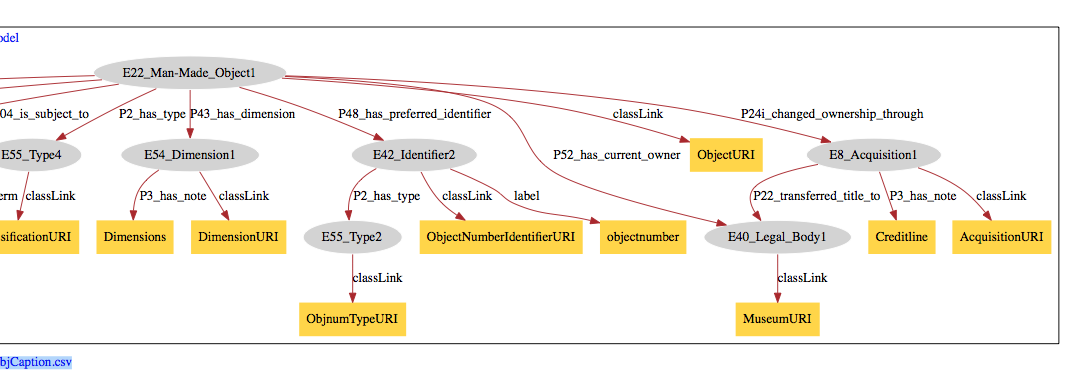 odel
E22_Man-Made_Object1
04_is_subject_to
P2_has_type
P43_has_dimension
P48_has_preferred_identifier
classLink
P24i_changed_ownership_through
E55_Type4
E54_Dimension1
E42_Identifier2
P52_has_current_owner
ObjectURI
E8_Acquisition1
erm
classLink
P3_has_note
classLink
P2_has_type
classLink
label
P22_transferred_title_to
P3_has_note
classLink
sificationURI
Dimensions
DimensionURI
E55_Type2
ObjectNumberIdentifierURI
objectnumber
E40_Legal_Body1
Creditline
AcquisitionURI
classLink
classLink
ObjnumTypeURI
MuseumURI
bjCaption.csv